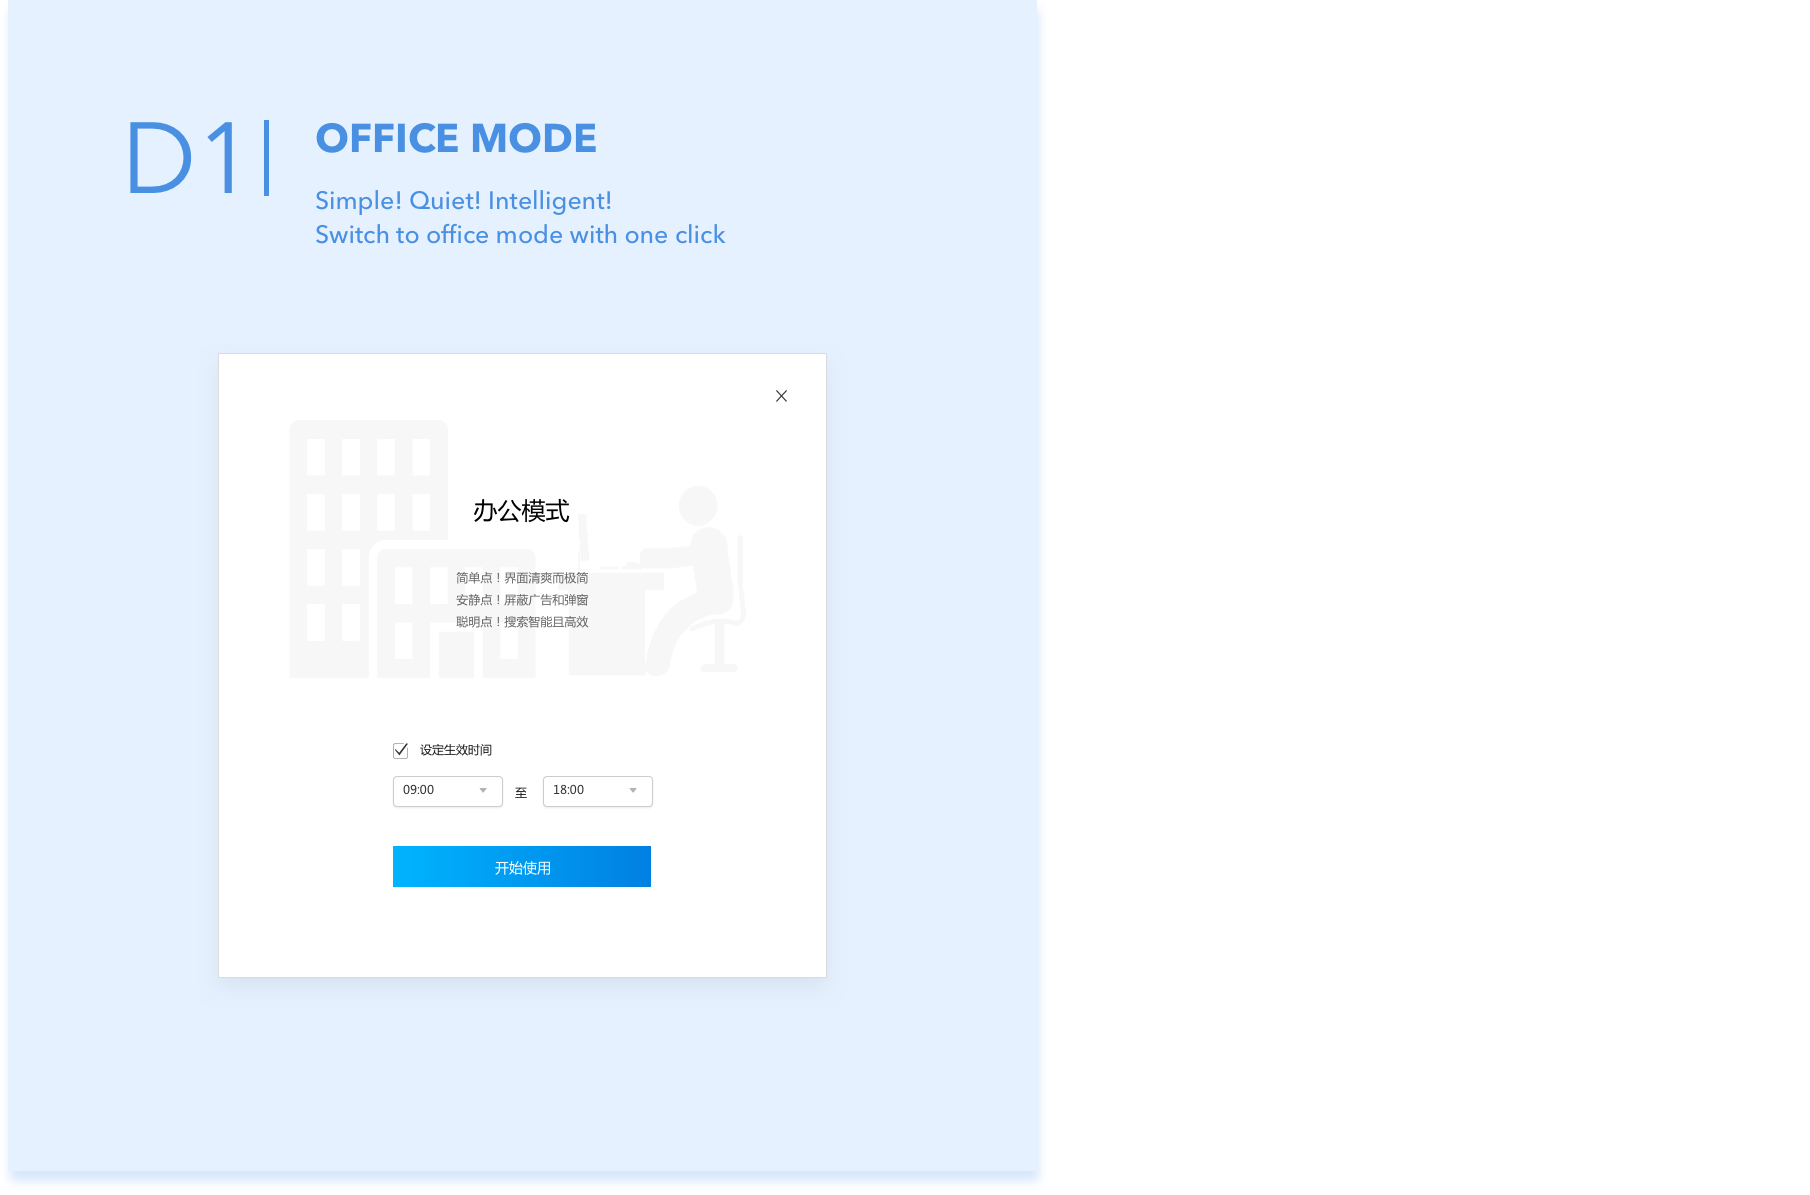 D1|
OFFICE MODE
Simple! Quiet! Intelligent!
Switch to office mode with one click
办公模式
简单点！界面清爽而极简
安静点！屏蔽广告和弹窗
聪明点！搜索智能且高效
设定生效时间
09:00 至 18:00
开始使用